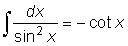 ∫ dx / sin² x = − cot x